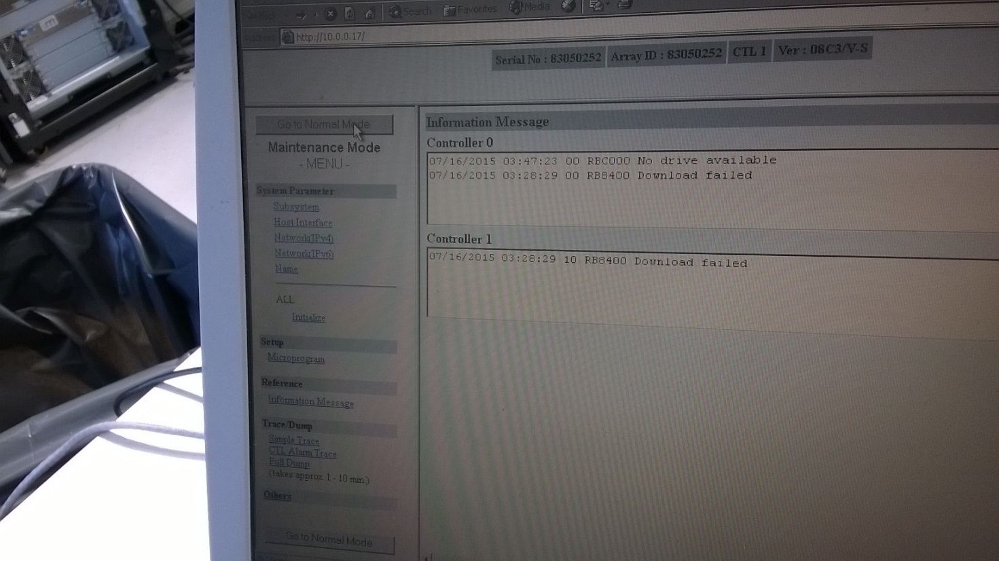 Search Favorites Media
Address http://10.0.0.17/
Serial No : 83050252 Array ID : 83050252 CTL 1 Ver : 08C3/V-S
Go to Normal Mode
Maintenance Mode
- MENU -
System Parameter
Subsystem
Host Interface
Network(IPv4)
Network(IPv6)
Name
ALL
Initialize
Setup
Microprogram
Reference
Information Message
Trace/Dump
Simple Trace
CTL Alarm Trace
Full Dump
(takes approx. 1 - 10 min.)
Others
Go to Normal Mode
Information Message
Controller 0
07/16/2015 03:47:23 00 RBC000 No drive available
07/16/2015 03:28:29 00 RB8400 Download failed
Controller 1
07/16/2015 03:28:29 10 RB8400 Download failed